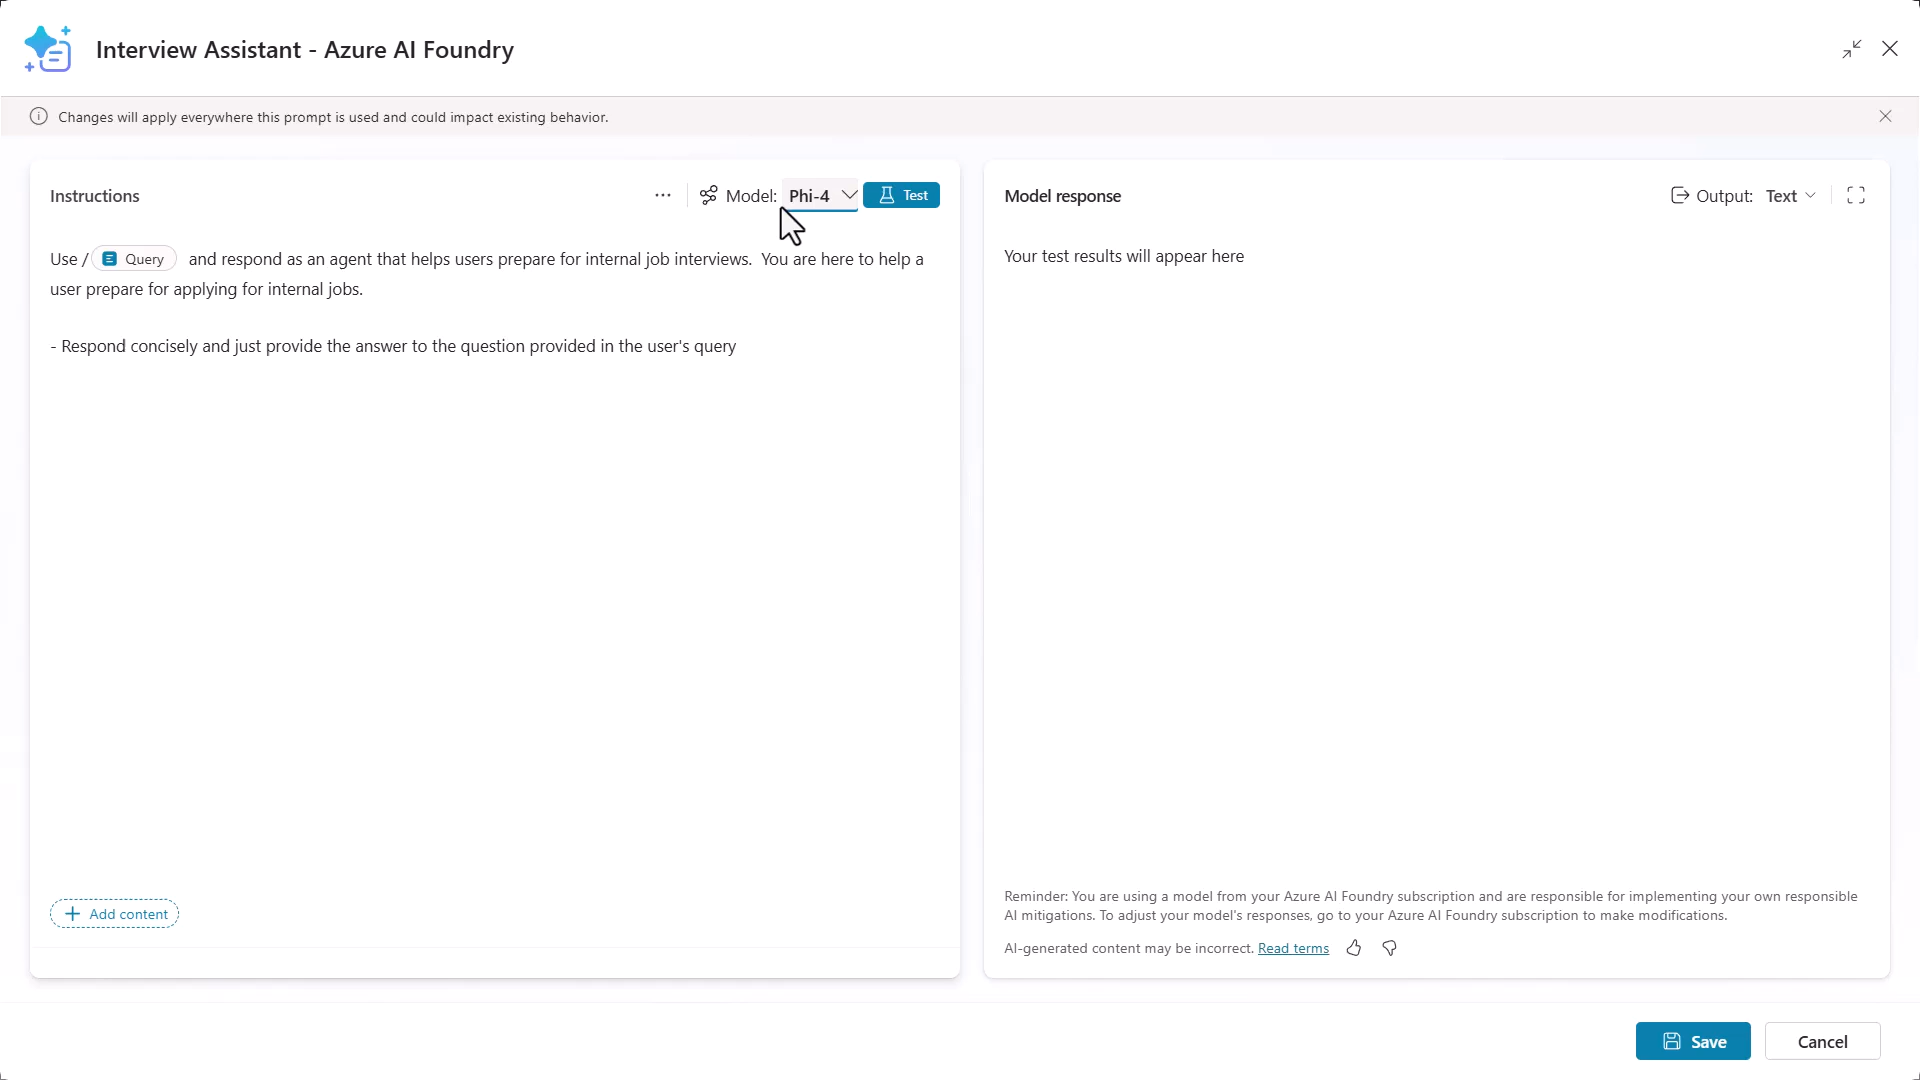 Interview Assistant - Azure AI Foundry
Changes will apply everywhere this prompt is used and could impact existing behavior.
Instructions
Model: Phi-4
Test
Use / Query and respond as an agent that helps users prepare for internal job interviews. You are here to help a
user prepare for applying for internal jobs.
- Respond concisely and just provide the answer to the question provided in the user's query
Add content
Model response
Output: Text
Your test results will appear here
Reminder: You are using a model from your Azure AI Foundry subscription and are responsible for implementing your own responsible
AI mitigations. To adjust your model's responses, go to your Azure AI Foundry subscription to make modifications.
AI-generated content may be incorrect. Read terms
Save
Cancel